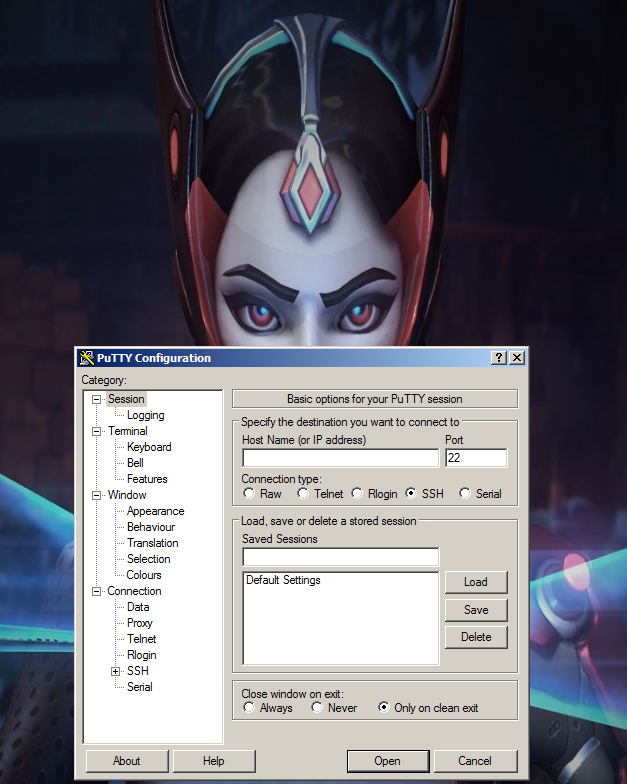 PuTTY Configuration
Category:
Session
Logging
Terminal
Keyboard
Bell
Features
Window
Appearance
Behaviour
Translation
Selection
Colours
Connection
Data
Proxy
Telnet
Rlogin
SSH
Serial
Basic options for your PuTTY session
Specify the destination you want to connect to
Host Name (or IP address) Port
22
Connection type:
Raw Telnet Rlogin SSH Serial
Load, save or delete a stored session
Saved Sessions
Default Settings
Load
Save
Delete
Close window on exit:
Always Never Only on clean exit
About Help Open Cancel